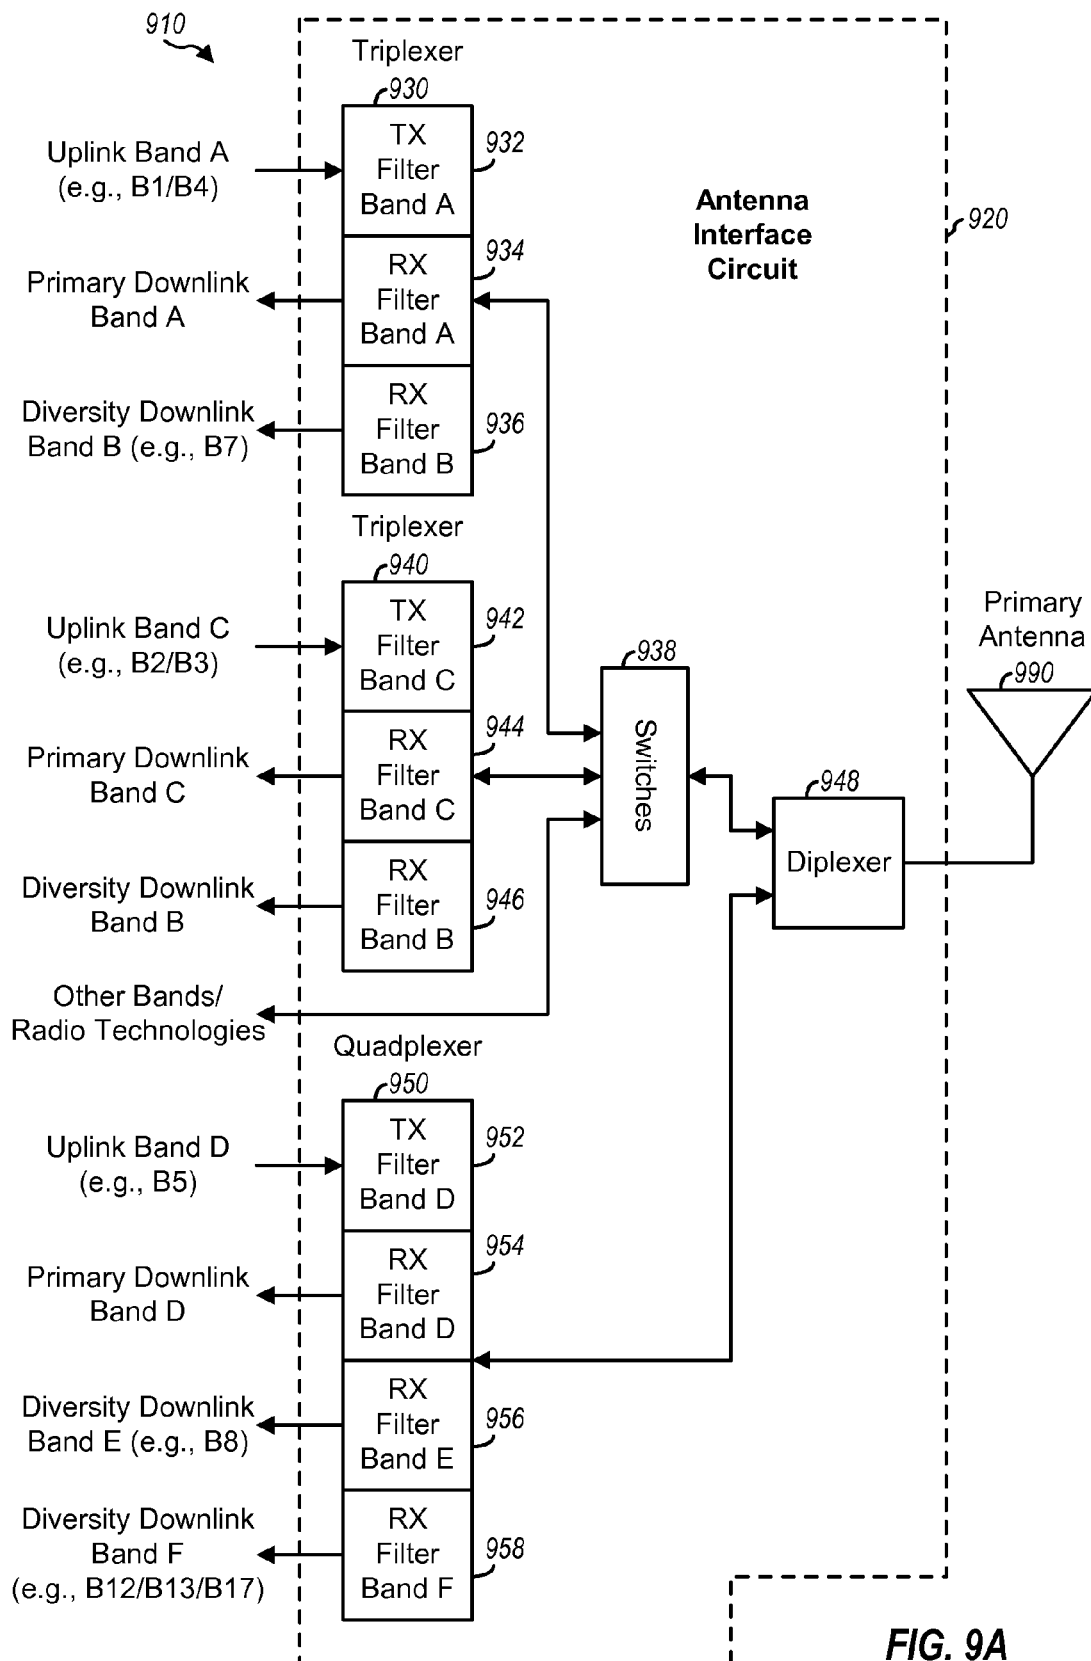 910
Triplexer
930
Uplink Band A
(e.g., B1/B4)
TX
Filter
Band A
932
Antenna
Interface
Circuit
920
Primary Downlink
Band A
RX
Filter
Band A
934
Diversity Downlink
Band B (e.g., B7)
RX
Filter
Band B
936
Triplexer
940
Uplink Band C
(e.g., B2/B3)
TX
Filter
Band C
942
Primary Downlink
Band C
RX
Filter
Band C
944
938
Switches
Primary
Antenna
990
948
Diplexer
Diversity Downlink
Band B
RX
Filter
Band B
946
Other Bands/
Radio Technologies
Quadplexer
950
Uplink Band D
(e.g., B5)
TX
Filter
Band D
952
Primary Downlink
Band D
RX
Filter
Band D
954
Diversity Downlink
Band E (e.g., B8)
RX
Filter
Band E
956
Diversity Downlink
Band F
(e.g., B12/B13/B17)
RX
Filter
Band F
958
FIG. 9A